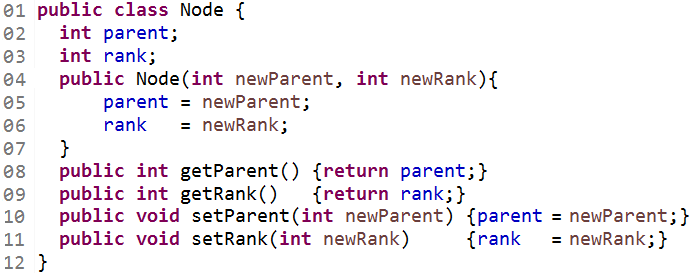 01 public class Node {
02   int parent;
03   int rank;
04   public Node(int newParent, int newRank){
05       parent = newParent;
06       rank   = newRank;
07   }
08   public int getParent() {return parent;}
09   public int getRank()   {return rank;}
10   public void setParent(int newParent) {parent = newParent;}
11   public void setRank(int newRank)     {rank   = newRank;}
12 }